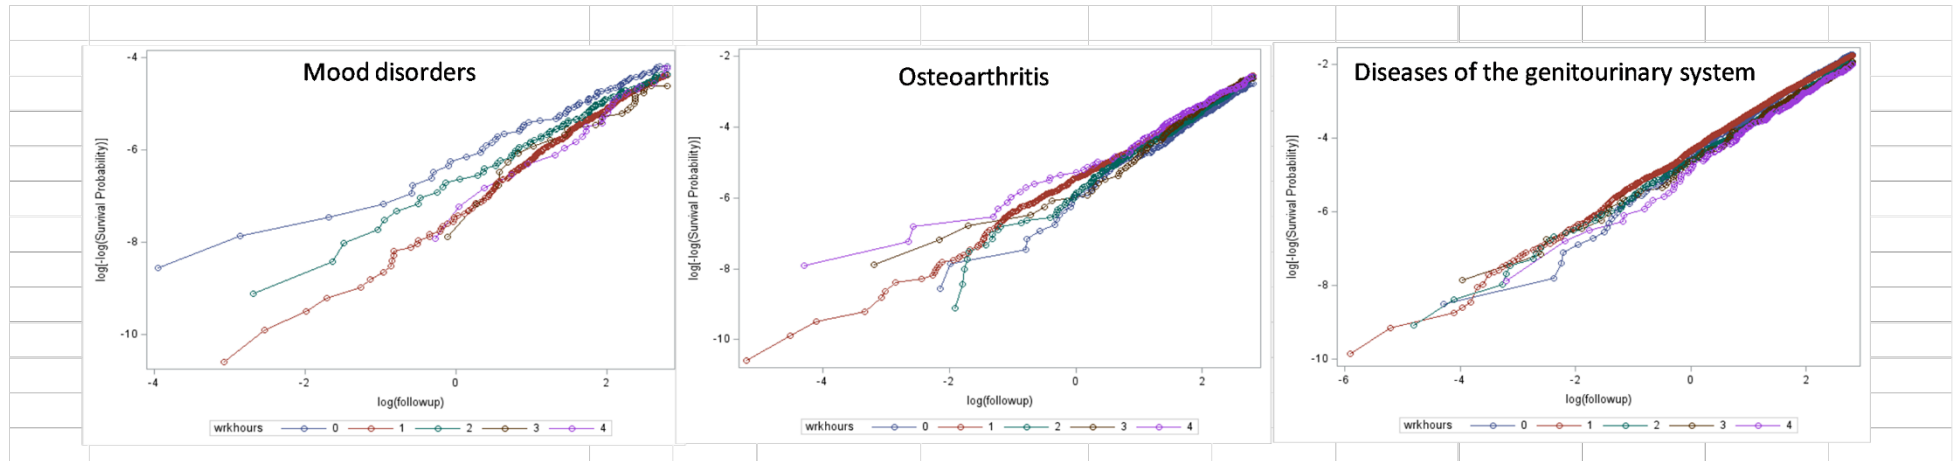 Mood disorders
-4
-6
-8
-10
log[-log(Survival Probability)]
-4 -2 0 2
log(followup)
wrkhours 0 1 2 3 4
Osteoarthritis
-2
-4
-6
-8
-10
log[-log(Survival Probability)]
-4 -2 0 2
log(followup)
wrkhours 0 1 2 3 4
Diseases of the genitourinary system
-2
-4
-6
-8
-10
log[-log(Survival Probability)]
-6 -4 -2 0 2
log(followup)
wrkhours 0 1 2 3 4